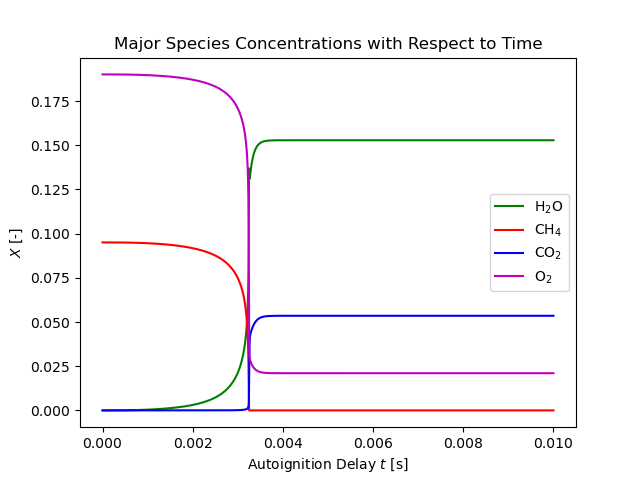 Major Species Concentrations with Respect to Time
X [-]
0.175
0.150
0.125
0.100
0.075
0.050
0.025
0.000
H₂O
CH₄
CO₂
O₂
0.000 0.002 0.004 0.006 0.008 0.010
Autoignition Delay t [s]